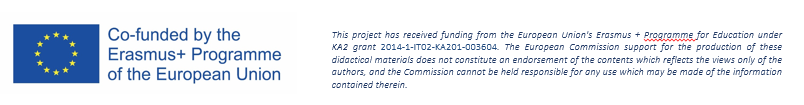 Co-funded by the
Erasmus+ Programme
of the European Union
This project has received funding from the European Union's Erasmus + Programme for Education under
KA2 grant 2014-1-IT02-KA201-003604. The European Commission support for the production of these
didactical materials does not constitute an endorsement of the contents which reflects the views only of the
authors, and the Commission cannot be held responsible for any use which may be made of the information
contained therein.